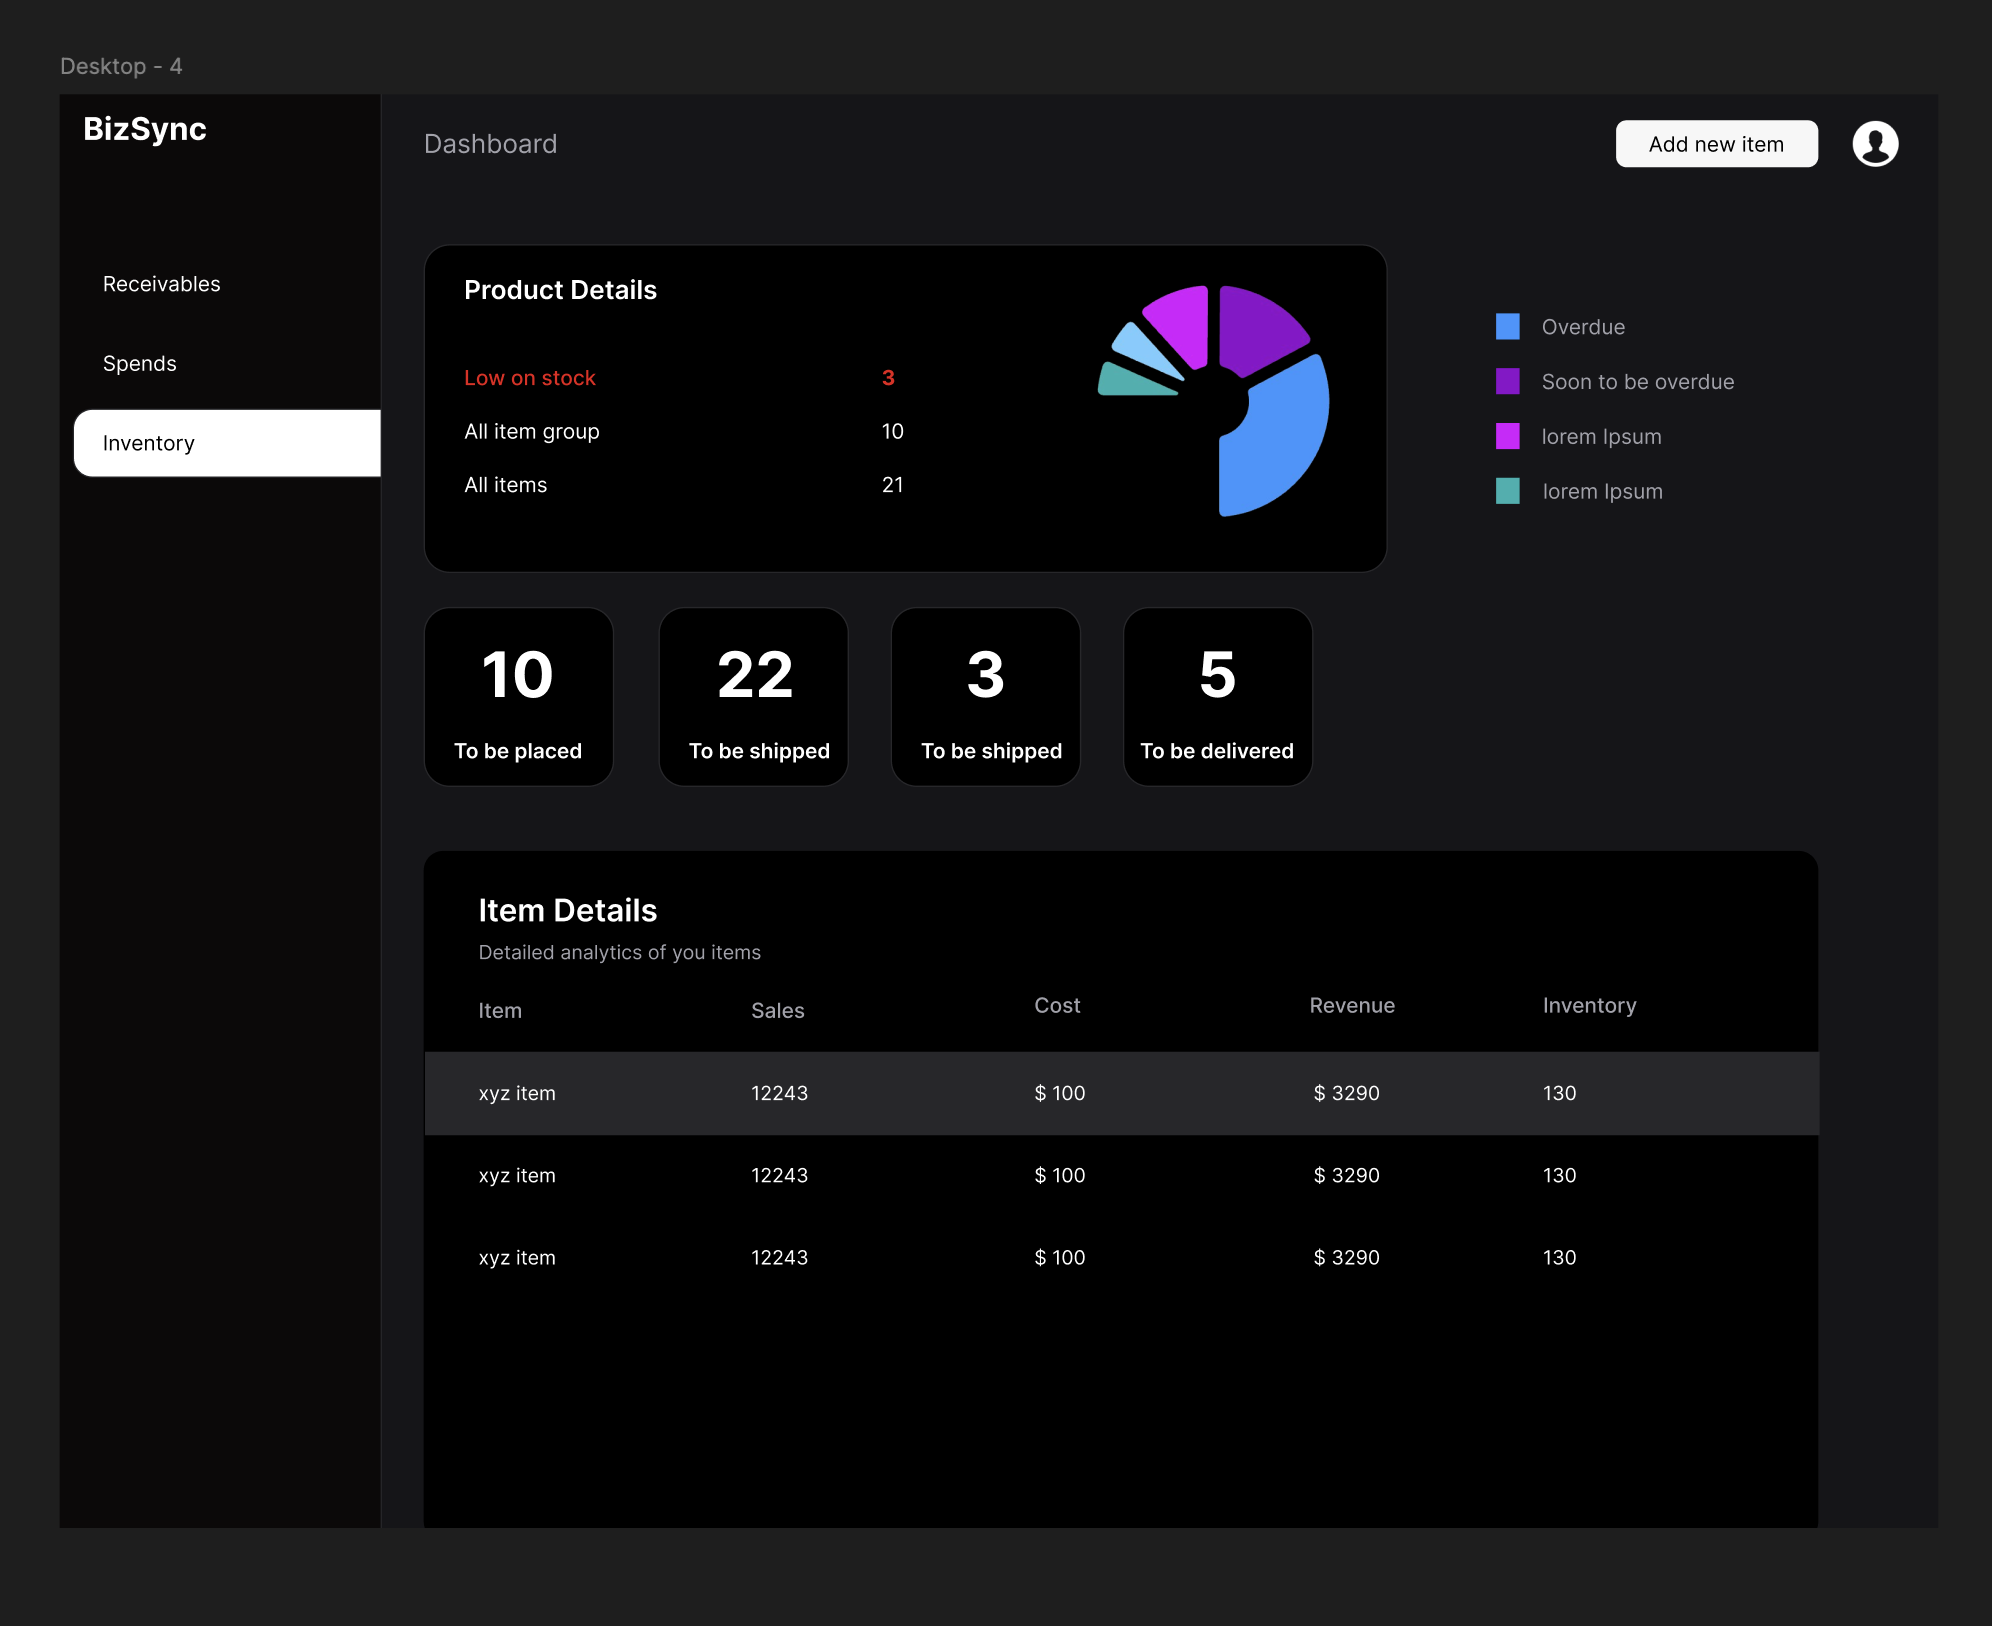 Desktop - 4
BizSync
Dashboard
Add new item
Receivables
Spends
Inventory
Product Details
Low on stock 3
All item group 10
All items 21
Overdue
Soon to be overdue
lorem Ipsum
lorem Ipsum
10
To be placed
22
To be shipped
3
To be shipped
5
To be delivered
Item Details
Detailed analytics of you items
Item Sales Cost Revenue Inventory
xyz item 12243 $ 100 $ 3290 130
xyz item 12243 $ 100 $ 3290 130
xyz item 12243 $ 100 $ 3290 130